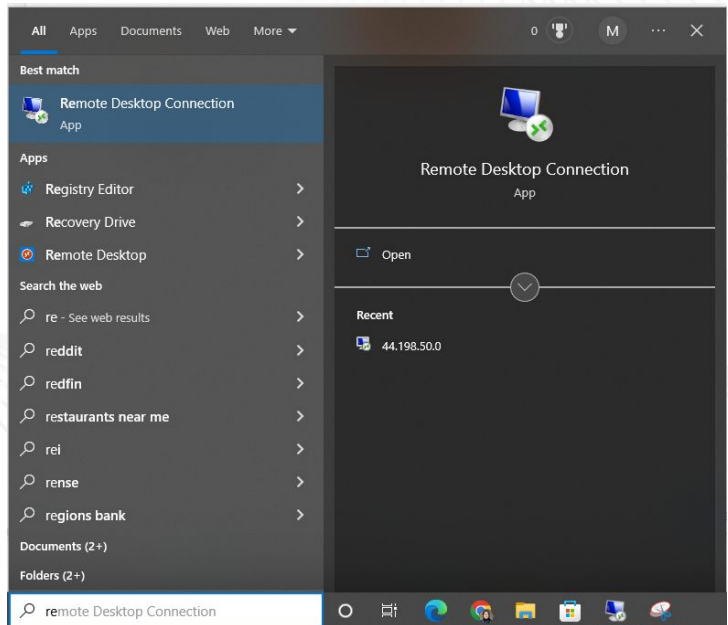 All Apps Documents Web More 0 M ...
Best match
Remote Desktop Connection
App
Apps
Registry Editor
Recovery Drive
Remote Desktop
Search the web
re - See web results
reddit
redfin
restaurants near me
rei
rense
regions bank
Documents (2+)
Folders (2+)
remote Desktop Connection
Remote Desktop Connection
App
Open
Recent
44.198.50.0